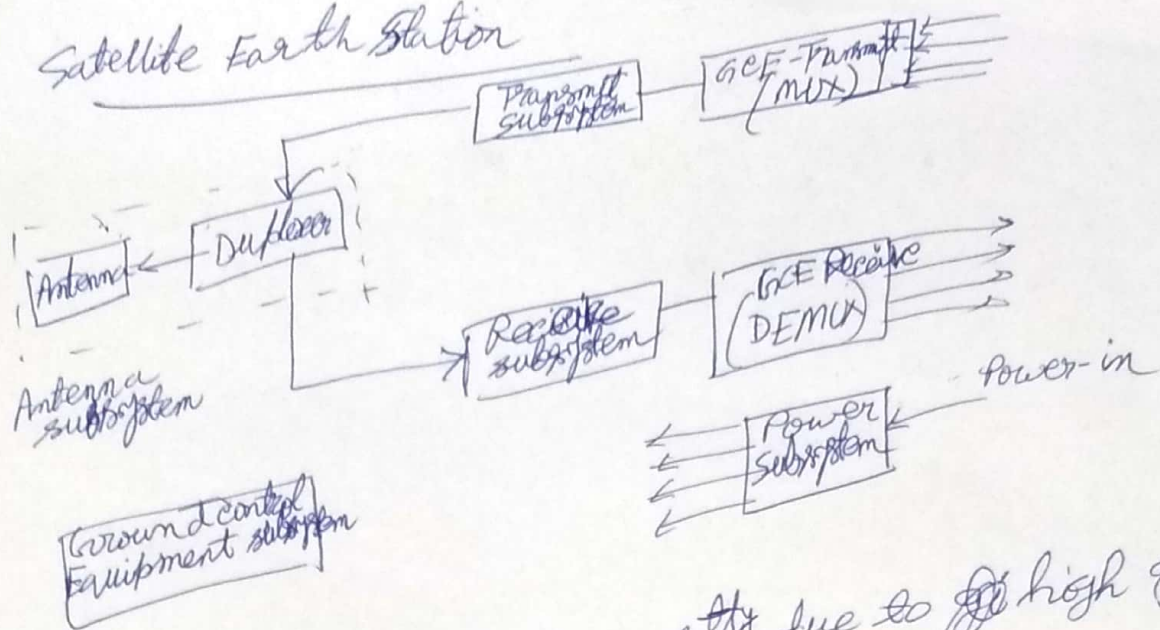 Satellite Earth Station
GCE-Transmit
(MUX)
Transmit
subsystem
Duplexer
Antenna
GCE Receive
(DEMUX)
Receive
subsystem
Power-in
Antenna
subsystem
Power
subsystem
Ground control
Equipment subsystem
due to high